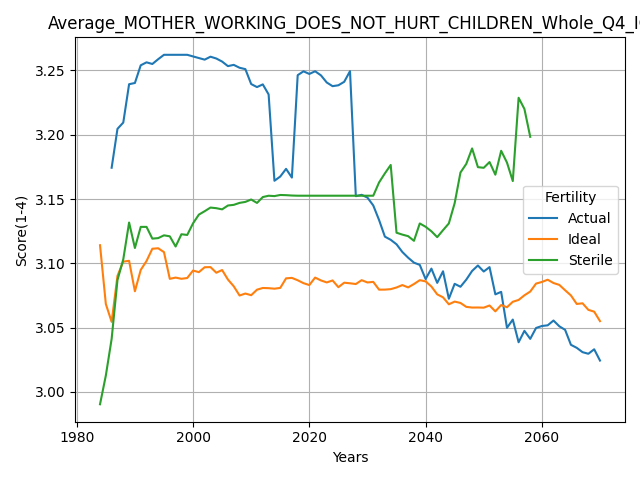 Average_MOTHER_WORKING_DOES_NOT_HURT_CHILDREN_Whole_Q4_I
Score(1-4)
3.25
3.20
3.15
3.10
3.05
3.00
Fertility
Actual
Ideal
Sterile
1980 2000 2020 2040 2060
Years